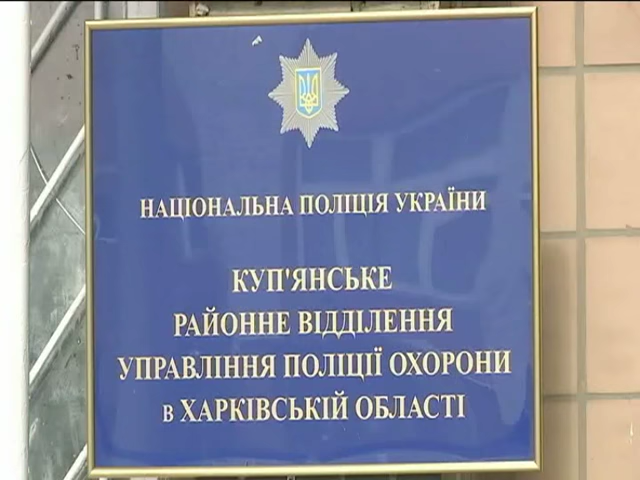 НАЦІОНАЛЬНА ПОЛІЦІЯ УКРАЇНИ
КУП'ЯНСЬКЕ
РАЙОННЕ ВІДДІЛЕННЯ
УПРАВЛІННЯ ПОЛІЦІЇ ОХОРОНИ
в ХАРКІВСЬКІЙ ОБЛАСТІ